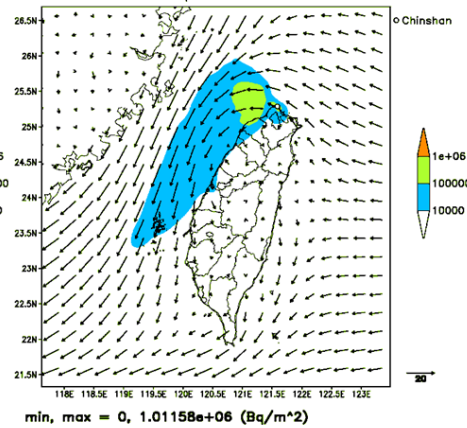 26.5N
Chinshan
26N
25.5N
25N
24.5N
24N
23.5N
23N
22.5N
22N
21.5N
1e+06
100000
10000
118E 118.5E 119E 119.5E 120E 120.5E 121E 121.5E 122E 122.5E 123E
20
min, max = 0, 1.01158e+06 (Bq/m^2)